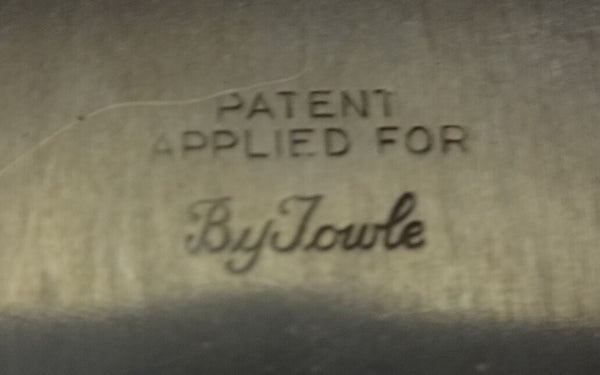 PATENT
APPLIED FOR
By Towle